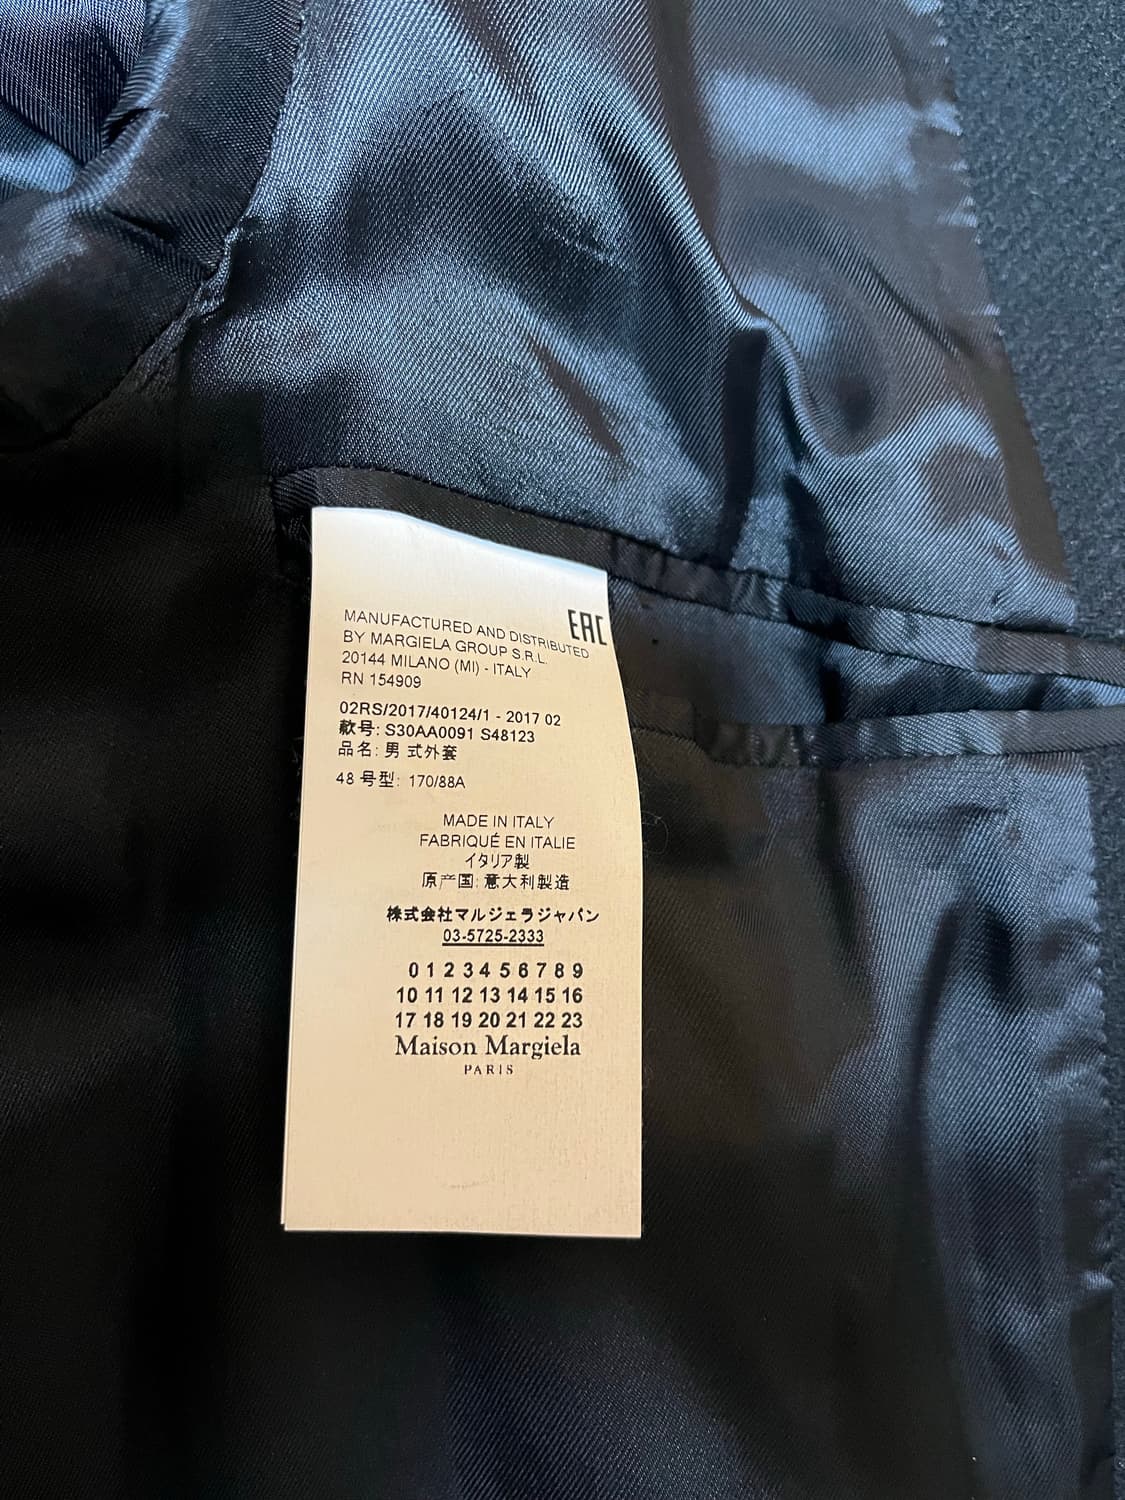 EAC
MANUFACTURED AND DISTRIBUTED
BY MARGIELA GROUP S.R.L.
20144 MILANO (MI) - ITALY
RN 154909
02RS/2017/40124/1 - 2017 02
款号: S30AA0091 S48123
品名: 男 式外套
48 号型: 170/88A
MADE IN ITALY
FABRIQUÉ EN ITALIE
イタリア製
原产国: 意大利製造
株式会社マルジェラジャパン
03-5725-2333
0 1 2 3 4 5 6 7 8 9
10 11 12 13 14 15 16
17 18 19 20 21 22 23
Maison Margiela
PARIS